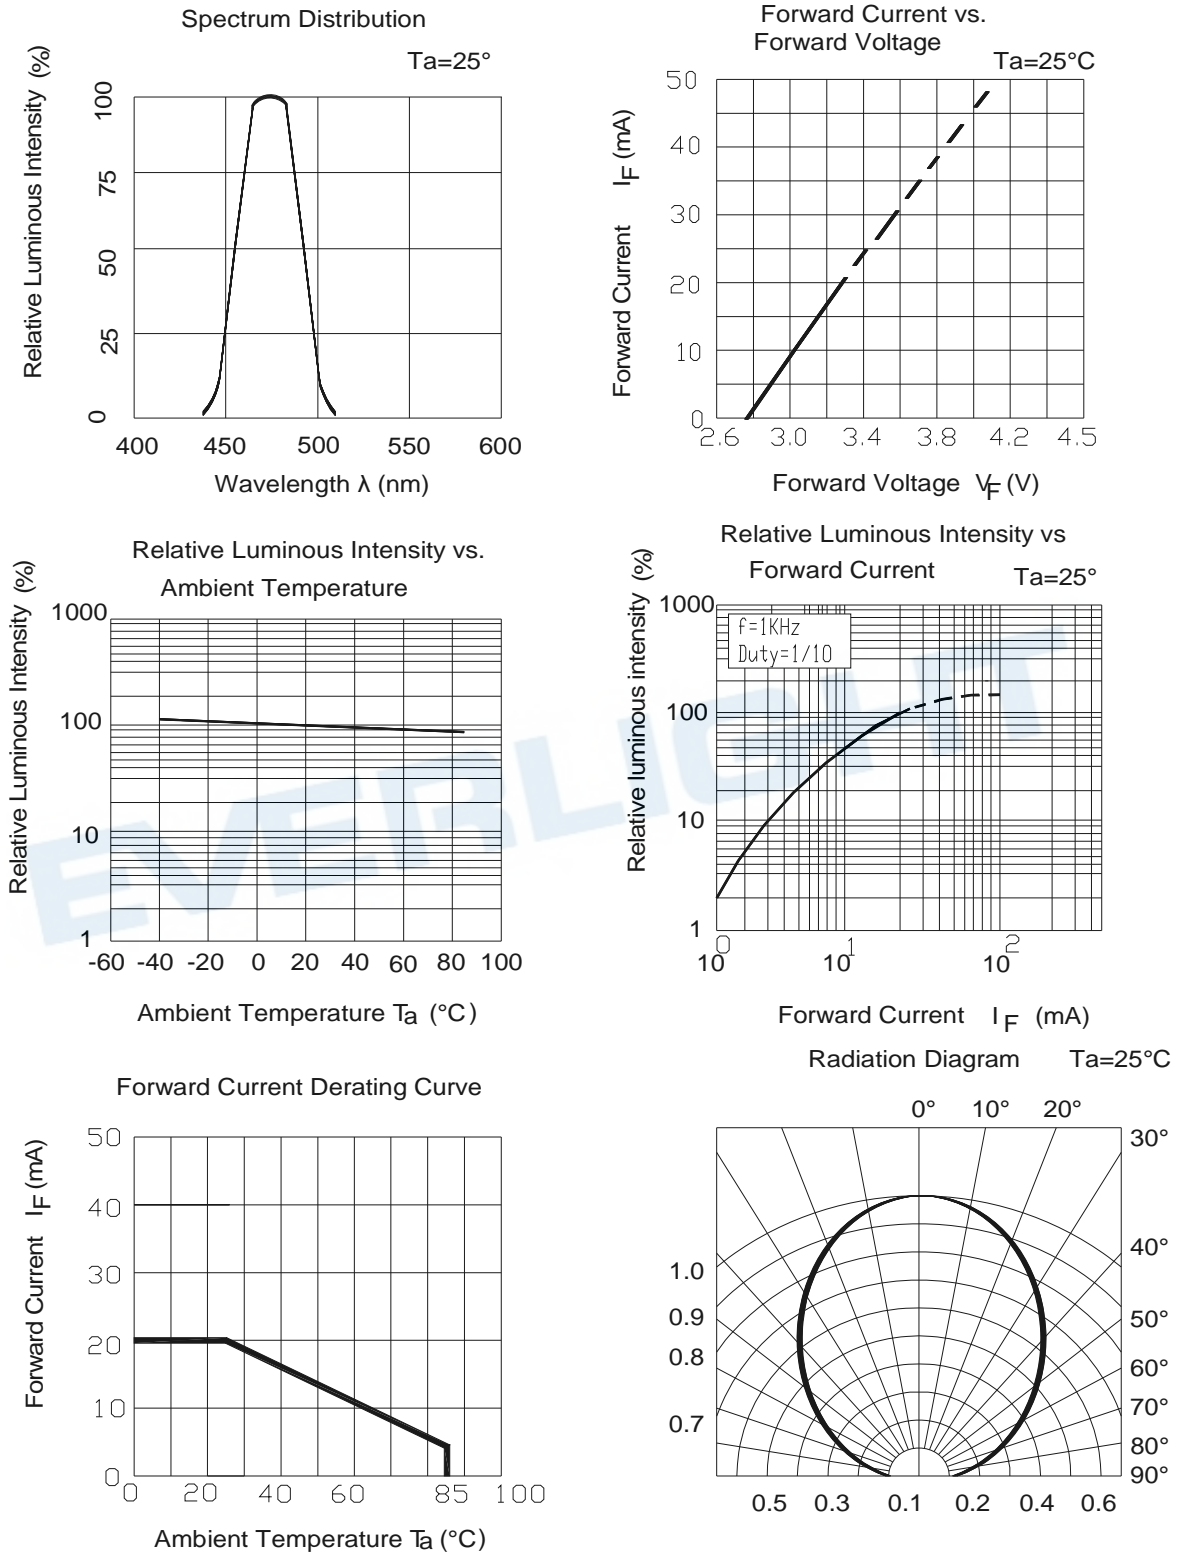 Spectrum Distribution
Ta=25°
Relative Luminous Intensity (%)
100
75
50
25
0
400 450 500 550 600
Wavelength λ (nm)
Forward Current vs.
Forward Voltage
Ta=25°C
Forward Current IF (mA)
50
40
30
20
10
0
2.6 3.0 3.4 3.8 4.2 4.5
Forward Voltage VF (V)
Relative Luminous Intensity vs.
Ambient Temperature
Relative Luminous Intensity (%)
1000
100
10
1
-60 -40 -20 0 20 40 60 80 100
Ambient Temperature Ta (°C)
Relative Luminous Intensity vs
Forward Current
Ta=25°
Relative luminous intensity (%)
f=1KHz
Duty=1/10
1000
100
10
1
10⁰ 10¹ 10²
Forward Current IF (mA)
EVERLIGHT
Forward Current Derating Curve
Forward Current IF (mA)
50
40
30
20
10
0
0 20 40 60 85 100
Ambient Temperature Ta (°C)
Radiation Diagram Ta=25°C
0° 10° 20°
30°
40°
50°
60°
70°
80°
90°
1.0
0.9
0.8
0.7
0.5 0.3 0.1 0.2 0.4 0.6